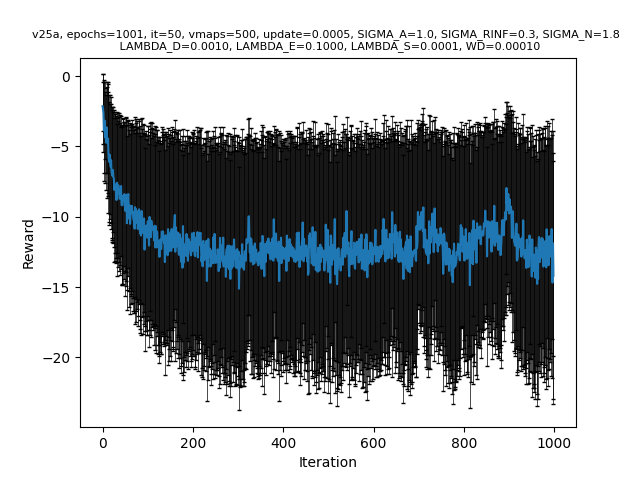 v25a, epochs=1001, it=50, vmaps=500, update=0.0005, SIGMA_A=1.0, SIGMA_RINF=0.3, SIGMA_N=1.8
LAMBDA_D=0.0010, LAMBDA_E=0.1000, LAMBDA_S=0.0001, WD=0.00010
0
−5
−10
−15
−20
Reward
0 200 400 600 800 1000
Iteration